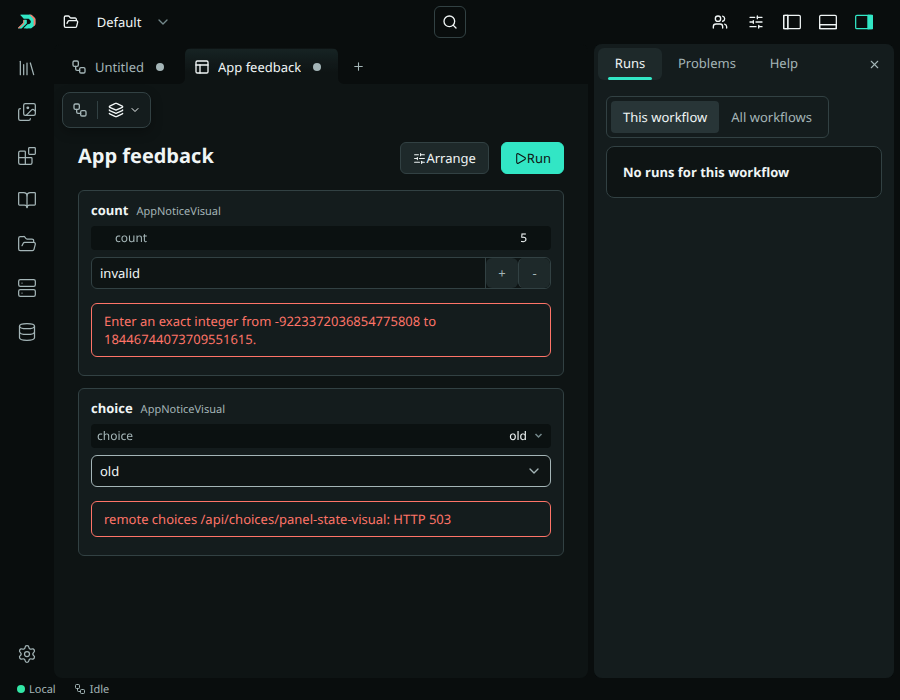 Default
Untitled
App feedback
+
Runs
Problems
Help
This workflow
All workflows
No runs for this workflow
App feedback
Arrange
Run
count AppNoticeVisual
count 5
invalid + -
Enter an exact integer from -9223372036854775808 to
18446744073709551615.
choice AppNoticeVisual
choice old
old
remote choices /api/choices/panel-state-visual: HTTP 503
Local
Idle